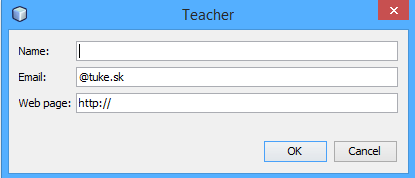 Teacher
Name:
Email: @tuke.sk
Web page: http://
OK Cancel